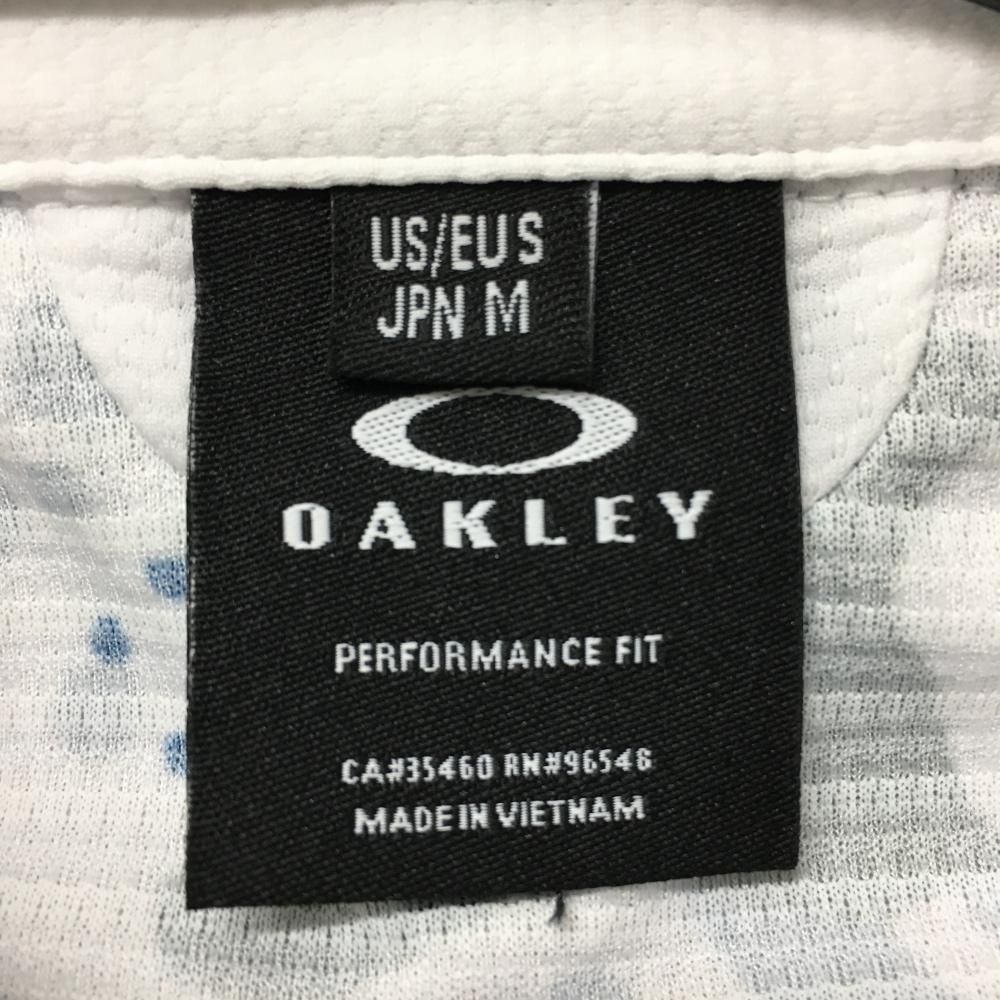 US/EU S
JPN M
OAKLEY
PERFORMANCE FIT
CA#35460 RN#96548
MADE IN VIETNAM